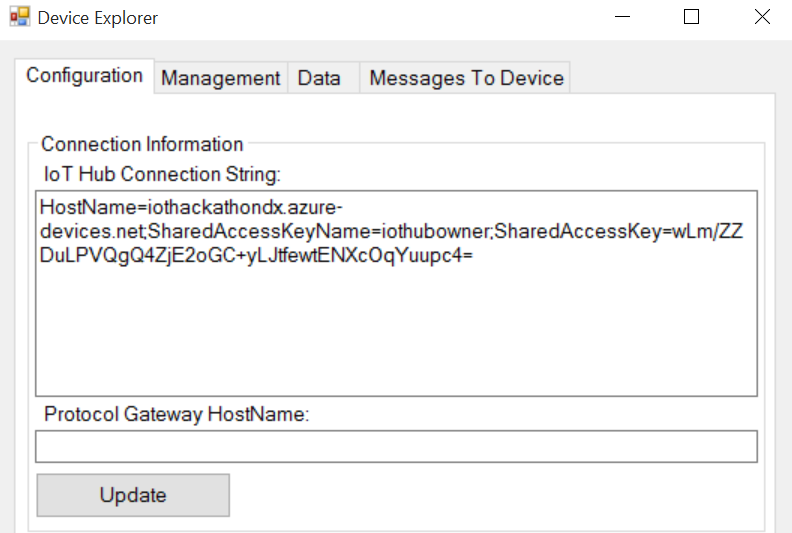 Device Explorer
Configuration Management Data Messages To Device
Connection Information
IoT Hub Connection String:
HostName=iothackathondx.azure-
devices.net;SharedAccessKeyName=iothubowner;SharedAccessKey=wLm/ZZ
DuLPVQgQ4ZjE2oGC+yLJtfewtENXcOqYuupc4=
Protocol Gateway HostName:
Update